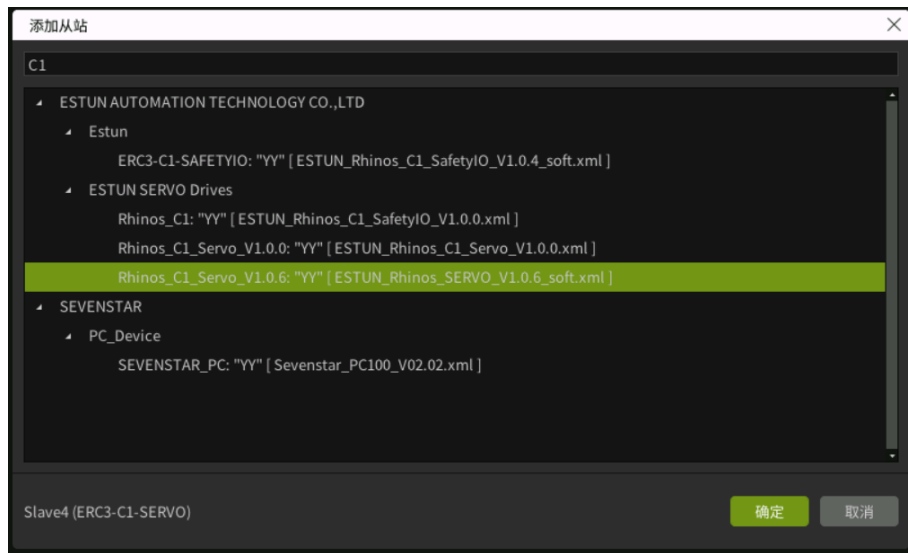 添加从站
C1
ESTUN AUTOMATION TECHNOLOGY CO.,LTD
Estun
ERC3-C1-SAFETYIO: "YY" [ ESTUN_Rhinos_C1_SafetyIO_V1.0.4_soft.xml ]
ESTUN SERVO Drives
Rhinos_C1: "YY" [ ESTUN_Rhinos_C1_SafetyIO_V1.0.0.xml ]
Rhinos_C1_Servo_V1.0.0: "YY" [ ESTUN_Rhinos_C1_Servo_V1.0.0.xml ]
Rhinos_C1_Servo_V1.0.6: "YY" [ ESTUN_Rhinos_SERVO_V1.0.6_soft.xml ]
SEVENSTAR
PC_Device
SEVENSTAR_PC: "YY" [ Sevenstar_PC100_V02.02.xml ]
Slave4 (ERC3-C1-SERVO)
确定
取消